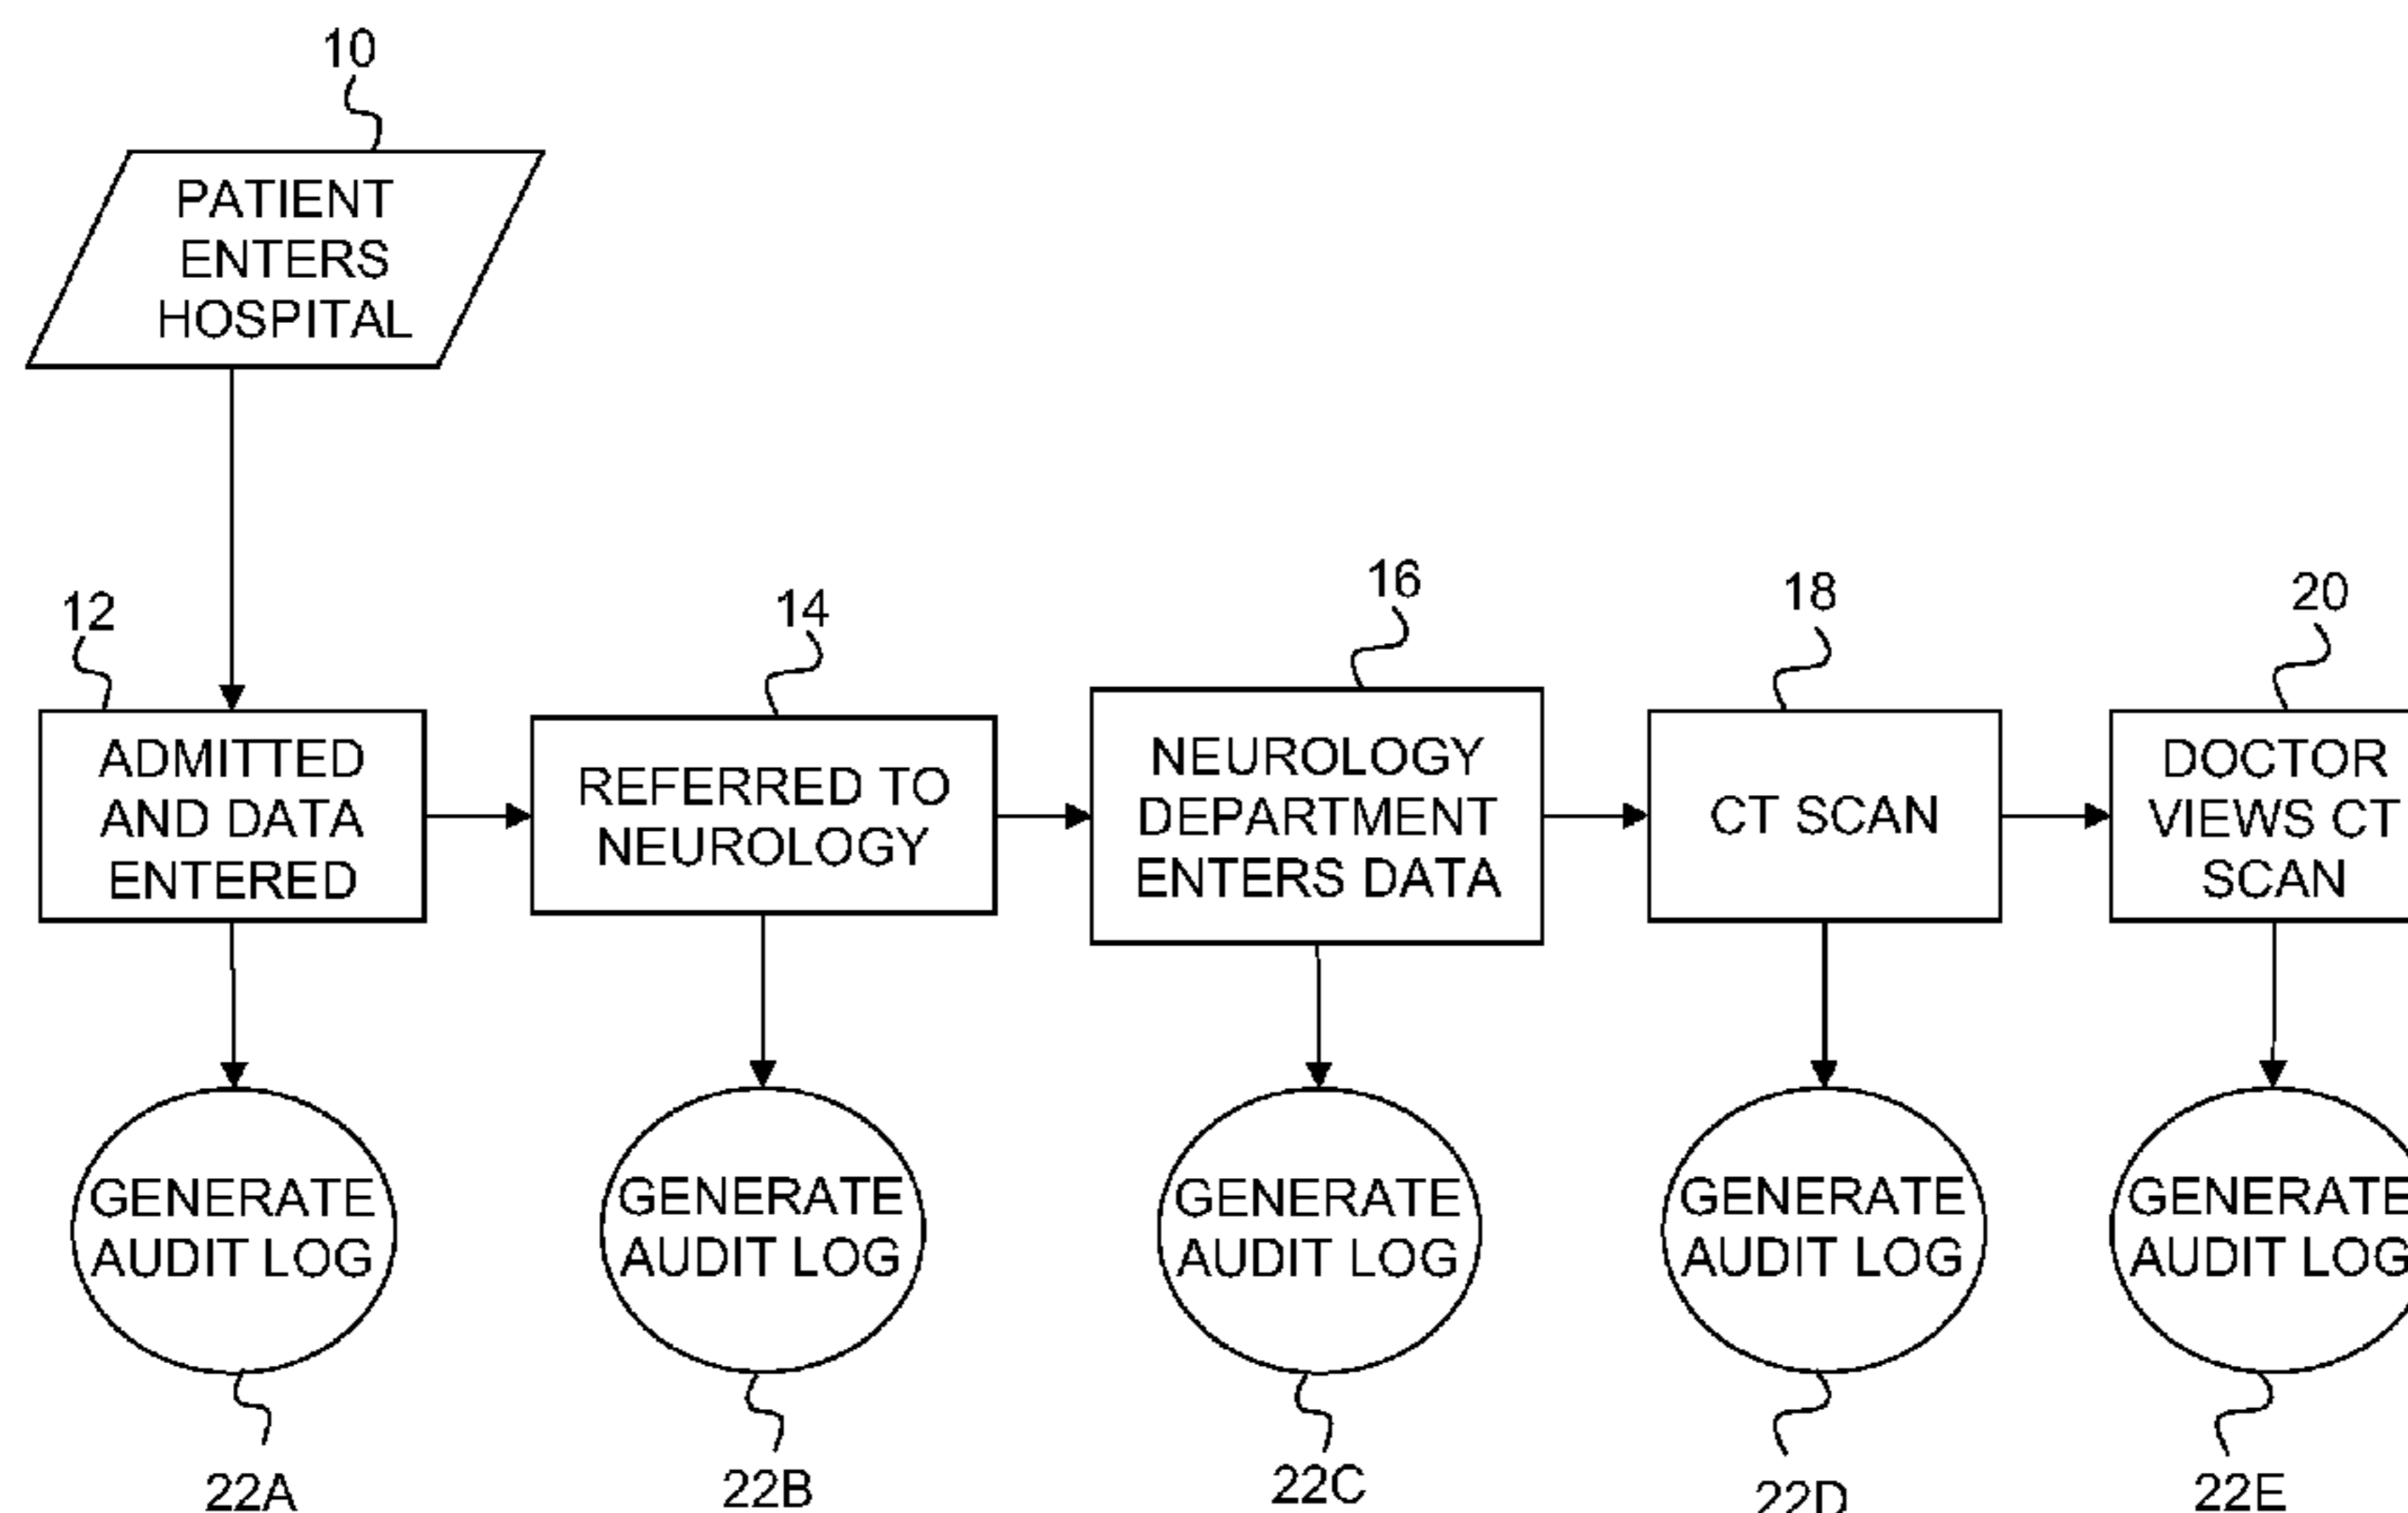 10
PATIENT
ENTERS
HOSPITAL
12
ADMITTED
AND DATA
ENTERED
14
REFERRED TO
NEUROLOGY
16
NEUROLOGY
DEPARTMENT
ENTERS DATA
18
CT SCAN
20
DOCTOR
VIEWS CT
SCAN
GENERATE
AUDIT LOG
22A
GENERATE
AUDIT LOG
22B
GENERATE
AUDIT LOG
22C
GENERATE
AUDIT LOG
22D
GENERATE
AUDIT LOG
22E